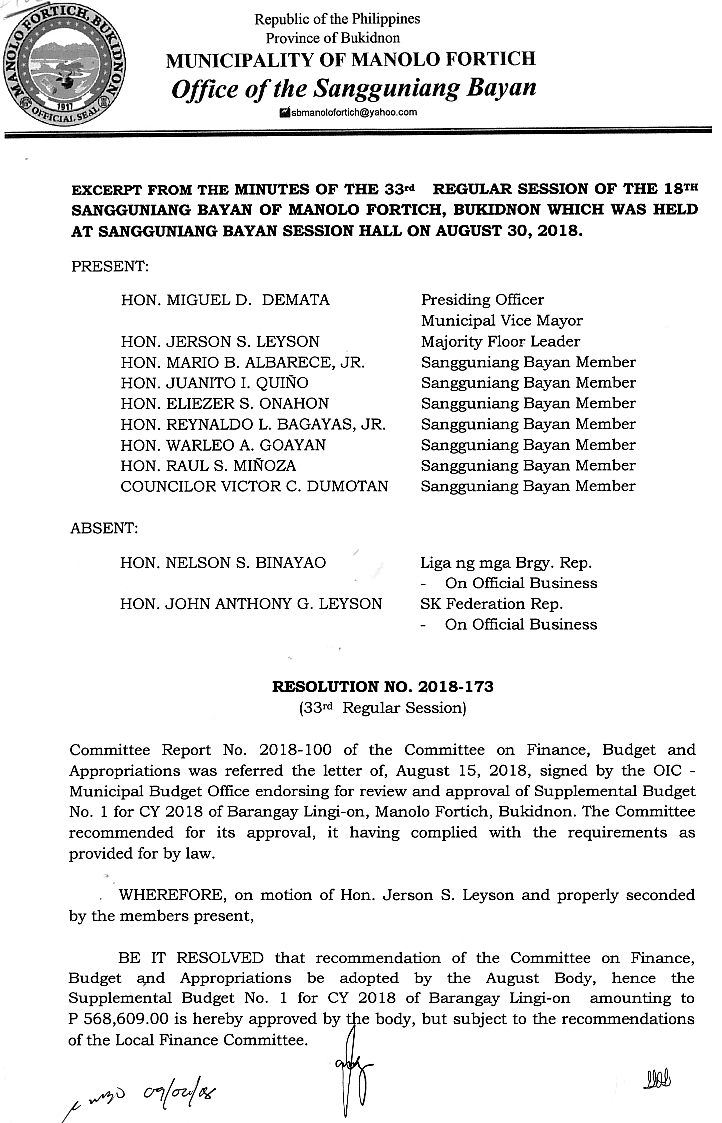 Republic of the Philippines
Province of Bukidnon
MUNICIPALITY OF MANOLO FORTICH
Office of the Sangguniang Bayan
sbmanolofortich@yahoo.com
MANOLO FORTICH, BUKIDNON
1917
OFFICIAL SEAL
EXCERPT FROM THE MINUTES OF THE 33rd REGULAR SESSION OF THE 18TH
SANGGUNIANG BAYAN OF MANOLO FORTICH, BUKIDNON WHICH WAS HELD
AT SANGGUNIANG BAYAN SESSION HALL ON AUGUST 30, 2018.
PRESENT:
HON. MIGUEL D. DEMATA Presiding Officer
Municipal Vice Mayor
HON. JERSON S. LEYSON Majority Floor Leader
HON. MARIO B. ALBARECE, JR. Sangguniang Bayan Member
HON. JUANITO I. QUIÑO Sangguniang Bayan Member
HON. ELIEZER S. ONAHON Sangguniang Bayan Member
HON. REYNALDO L. BAGAYAS, JR. Sangguniang Bayan Member
HON. WARLEO A. GOAYAN Sangguniang Bayan Member
HON. RAUL S. MIÑOZA Sangguniang Bayan Member
COUNCILOR VICTOR C. DUMOTAN Sangguniang Bayan Member
ABSENT:
HON. NELSON S. BINAYAO Liga ng mga Brgy. Rep.
- On Official Business
HON. JOHN ANTHONY G. LEYSON SK Federation Rep.
- On Official Business
RESOLUTION NO. 2018-173
(33rd Regular Session)
Committee Report No. 2018-100 of the Committee on Finance, Budget and
Appropriations was referred the letter of, August 15, 2018, signed by the OIC -
Municipal Budget Office endorsing for review and approval of Supplemental Budget
No. 1 for CY 2018 of Barangay Lingi-on, Manolo Fortich, Bukidnon. The Committee
recommended for its approval, it having complied with the requirements as
provided for by law.
WHEREFORE, on motion of Hon. Jerson S. Leyson and properly seconded
by the members present,
BE IT RESOLVED that recommendation of the Committee on Finance,
Budget and Appropriations be adopted by the August Body, hence the
Supplemental Budget No. 1 for CY 2018 of Barangay Lingi-on amounting to
P 568,609.00 is hereby approved by the body, but subject to the recommendations
of the Local Finance Committee.